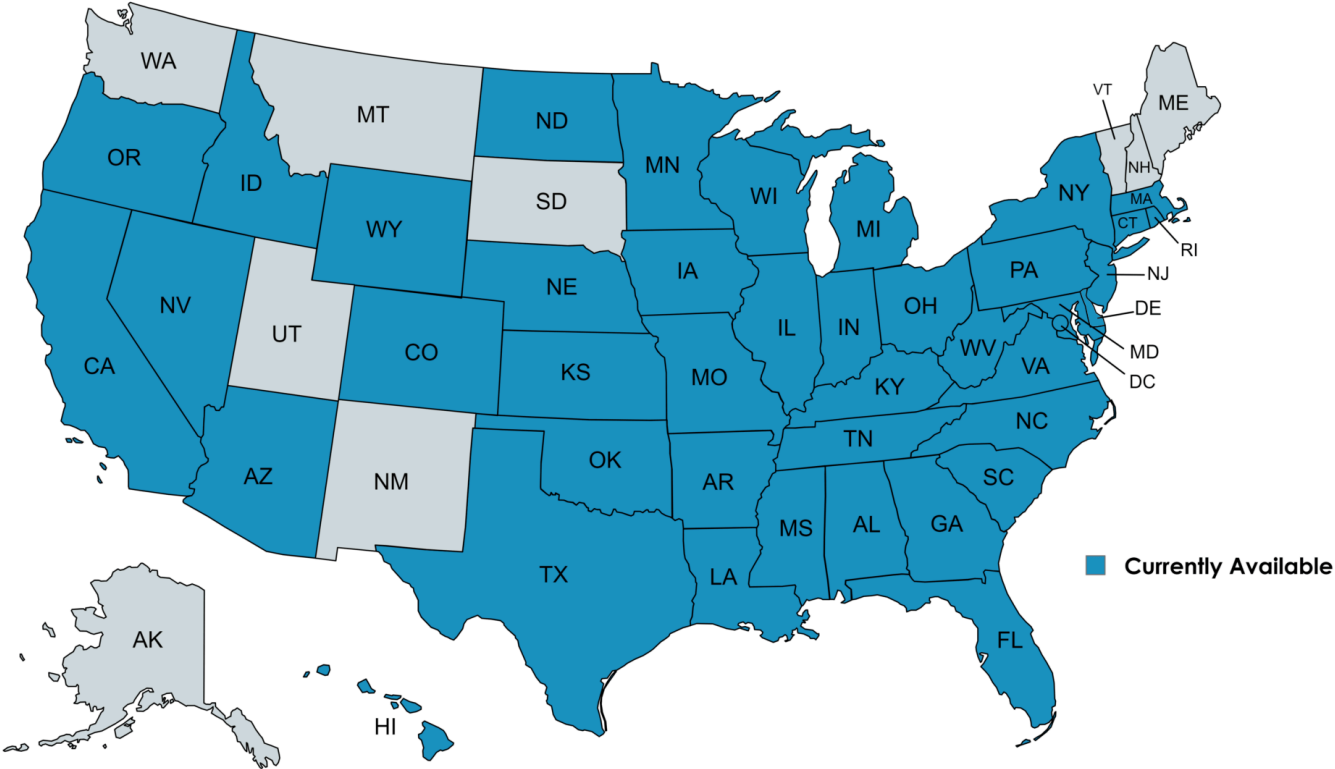 WA
MT
ND
MN
OR
ID
WY
SD
WI
MI
NY
VT
ME
NH
MA
CT
RI
NV
UT
CO
NE
IA
IL
IN
OH
PA
NJ
DE
MD
DC
CA
KS
MO
KY
WV
VA
AZ
NM
OK
AR
TN
NC
SC
TX
LA
MS
AL
GA
FL
Currently Available
AK
HI